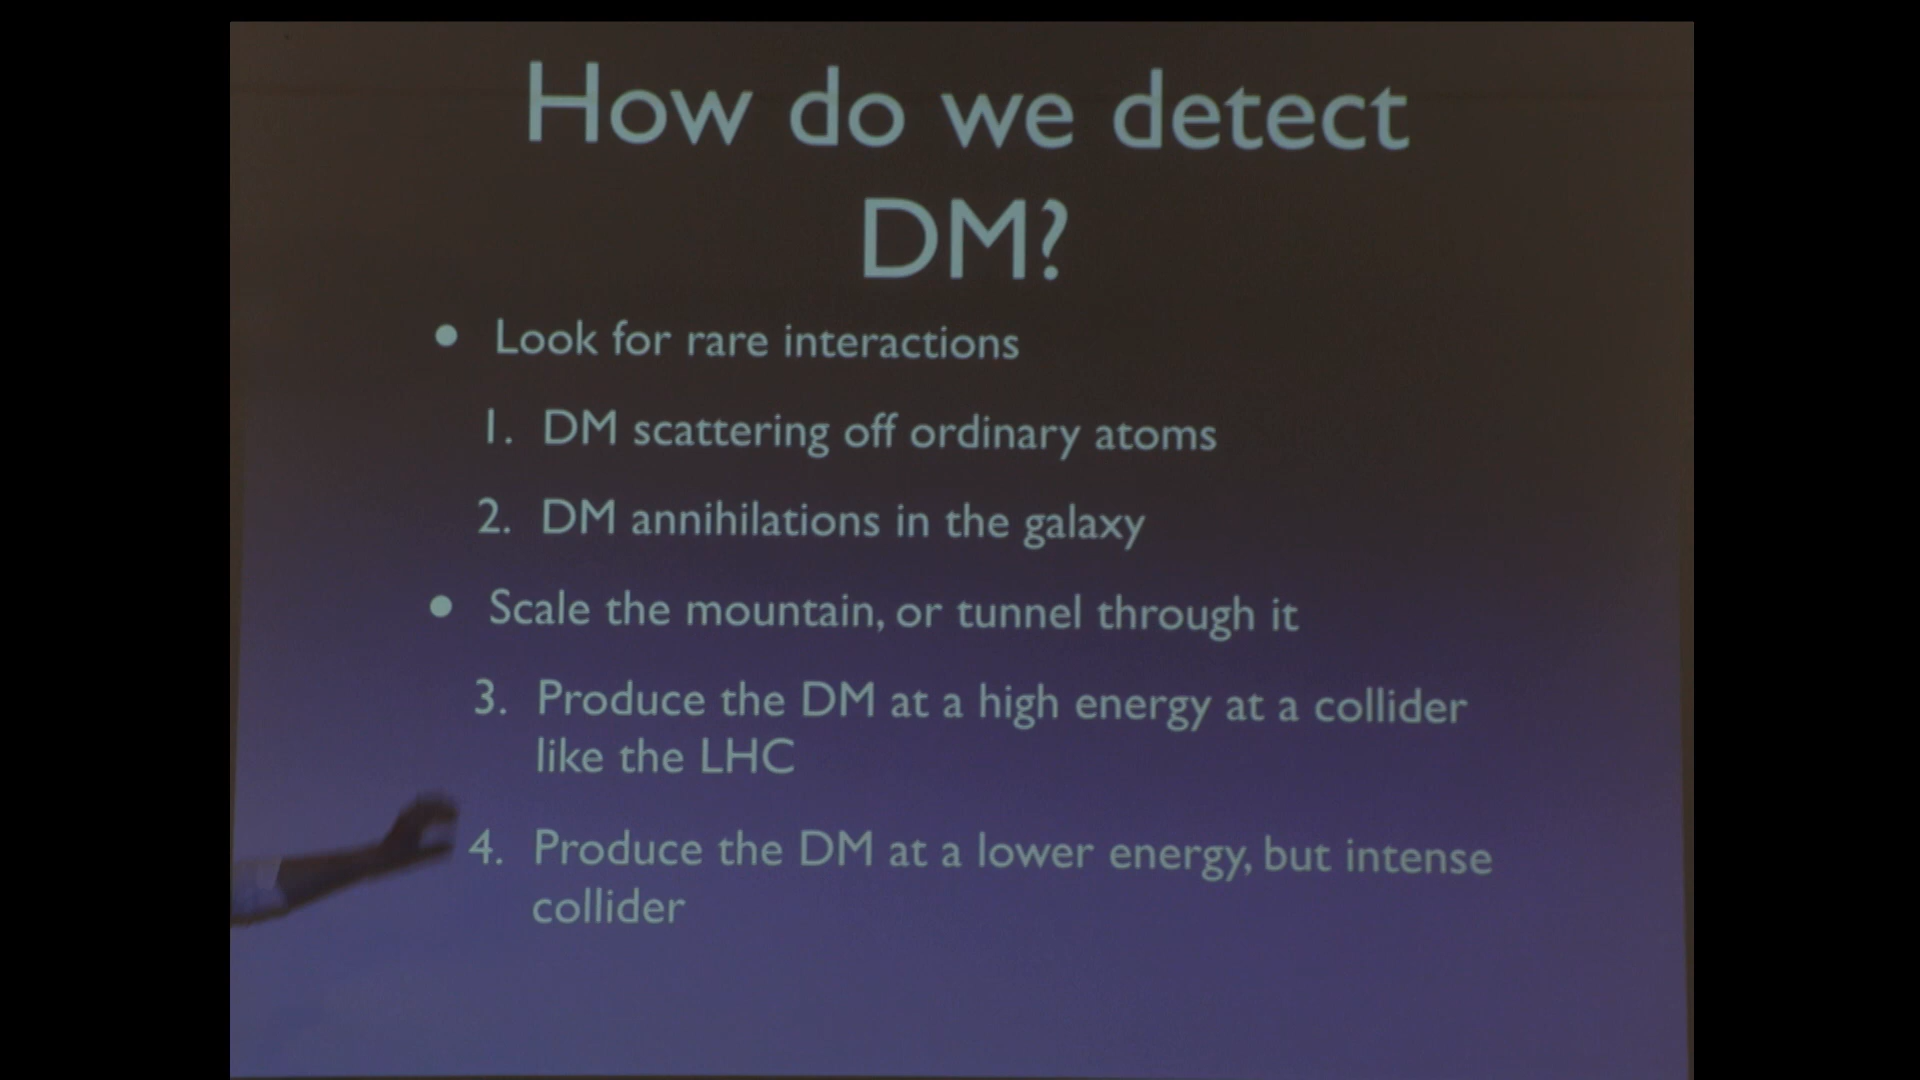 How do we detect
DM?
• Look for rare interactions
1. DM scattering off ordinary atoms
2. DM annihilations in the galaxy
• Scale the mountain, or tunnel through it
3. Produce the DM at a high energy at a collider
like the LHC
4. Produce the DM at a lower energy, but intense
collider